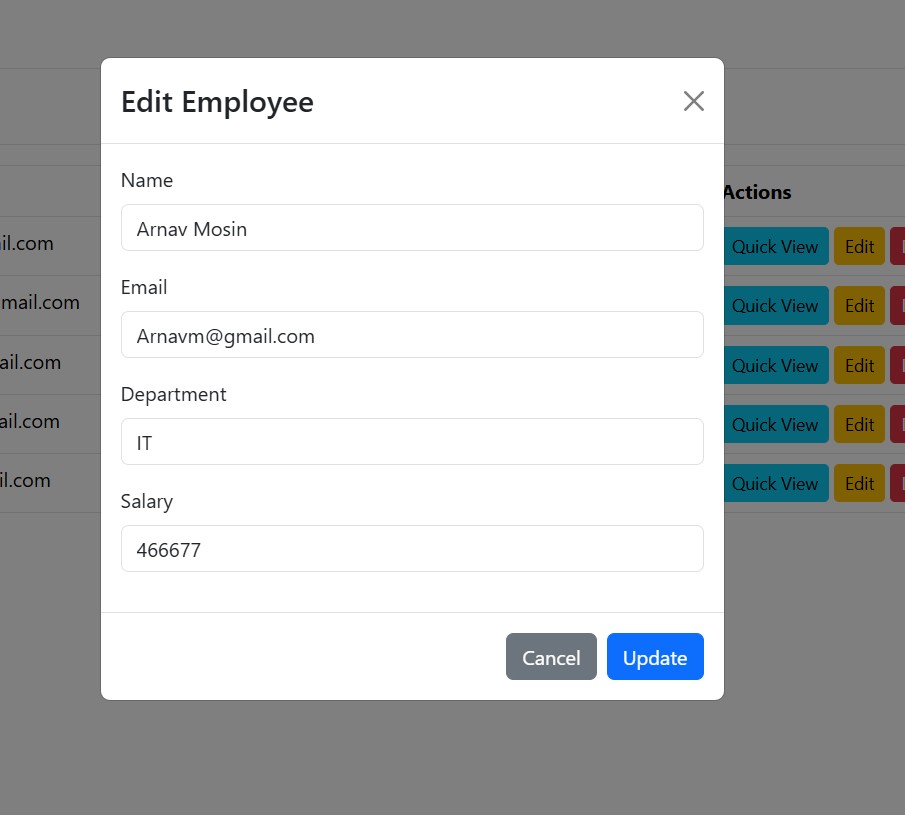 Edit Employee
Name
Arnav Mosin
Email
Arnavm@gmail.com
Department
IT
Salary
466677
Cancel Update
Actions
il.com Quick View Edit
mail.com Quick View Edit
ail.com Quick View Edit
ail.com Quick View Edit
il.com Quick View Edit